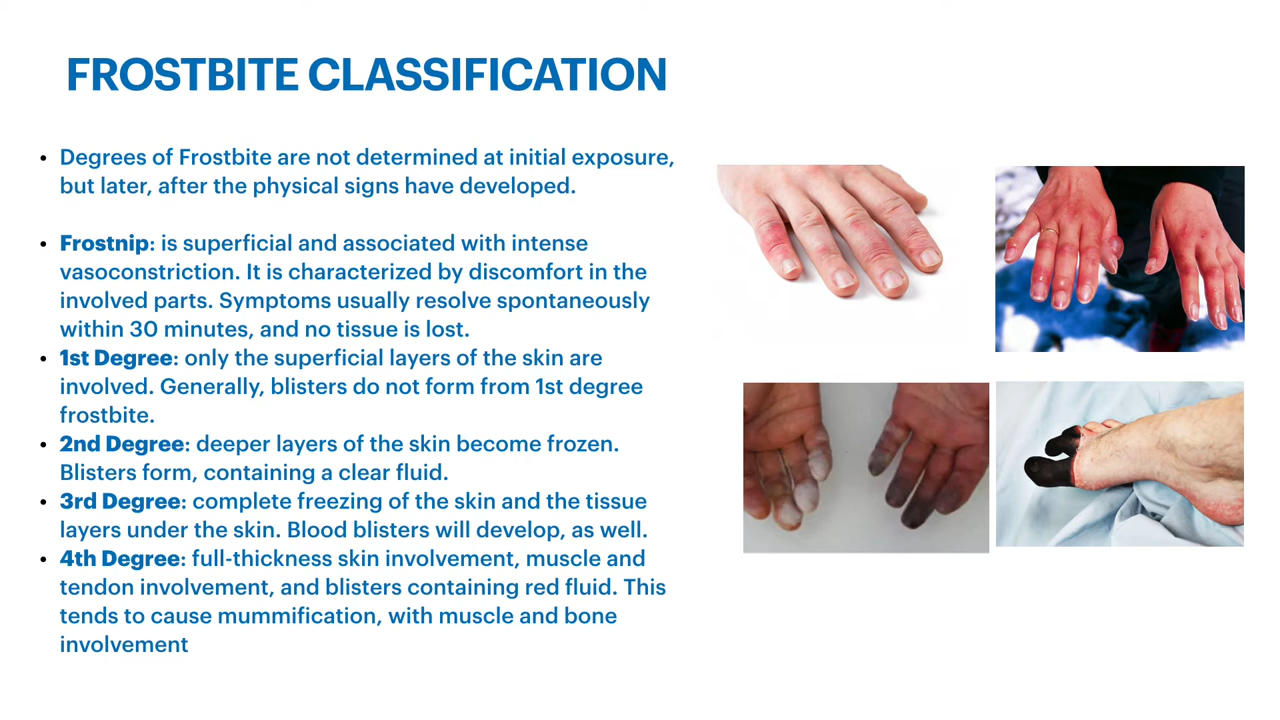 FROSTBITE CLASSIFICATION
• Degrees of Frostbite are not determined at initial exposure,
but later, after the physical signs have developed.
• Frostnip: is superficial and associated with intense
vasoconstriction. It is characterized by discomfort in the
involved parts. Symptoms usually resolve spontaneously
within 30 minutes, and no tissue is lost.
• 1st Degree: only the superficial layers of the skin are
involved. Generally, blisters do not form from 1st degree
frostbite.
• 2nd Degree: deeper layers of the skin become frozen.
Blisters form, containing a clear fluid.
• 3rd Degree: complete freezing of the skin and the tissue
layers under the skin. Blood blisters will develop, as well.
• 4th Degree: full-thickness skin involvement, muscle and
tendon involvement, and blisters containing red fluid. This
tends to cause mummification, with muscle and bone
involvement